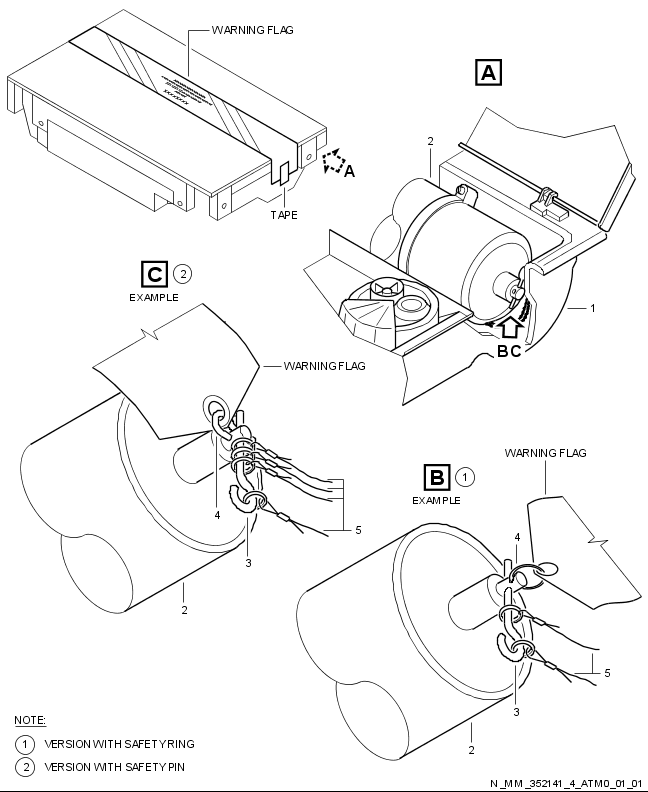 WARNING FLAG
A
2
A
TAPE
1
B C
C 2
EXAMPLE
WARNING FLAG
4
5
3
2
WARNING FLAG
B 1
EXAMPLE
4
5
3
2
NOTE:
1 VERSION WITH SAFETY RING
2 VERSION WITH SAFETY PIN
N_MM_352141_4_ATM0_01_01